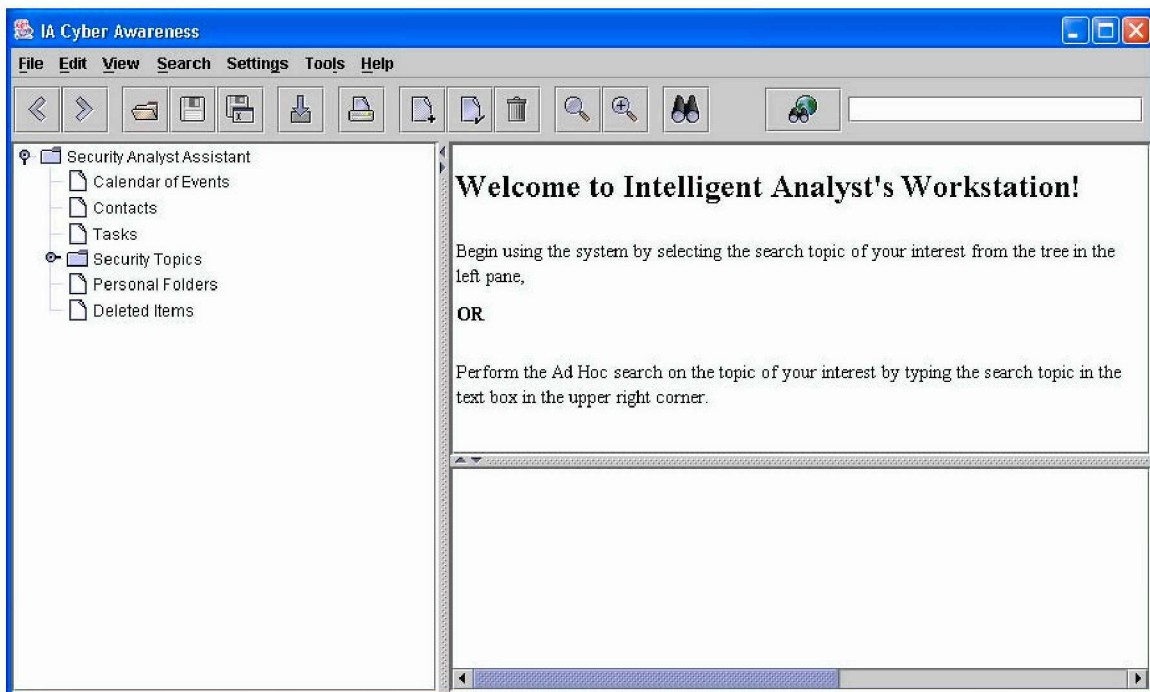 IA Cyber Awareness
File Edit View Search Settings Tools Help
Security Analyst Assistant
Calendar of Events
Contacts
Tasks
Security Topics
Personal Folders
Deleted Items
Welcome to Intelligent Analyst's Workstation!
Begin using the system by selecting the search topic of your interest from the tree in the
left pane,
OR
Perform the Ad Hoc search on the topic of your interest by typing the search topic in the
text box in the upper right corner.